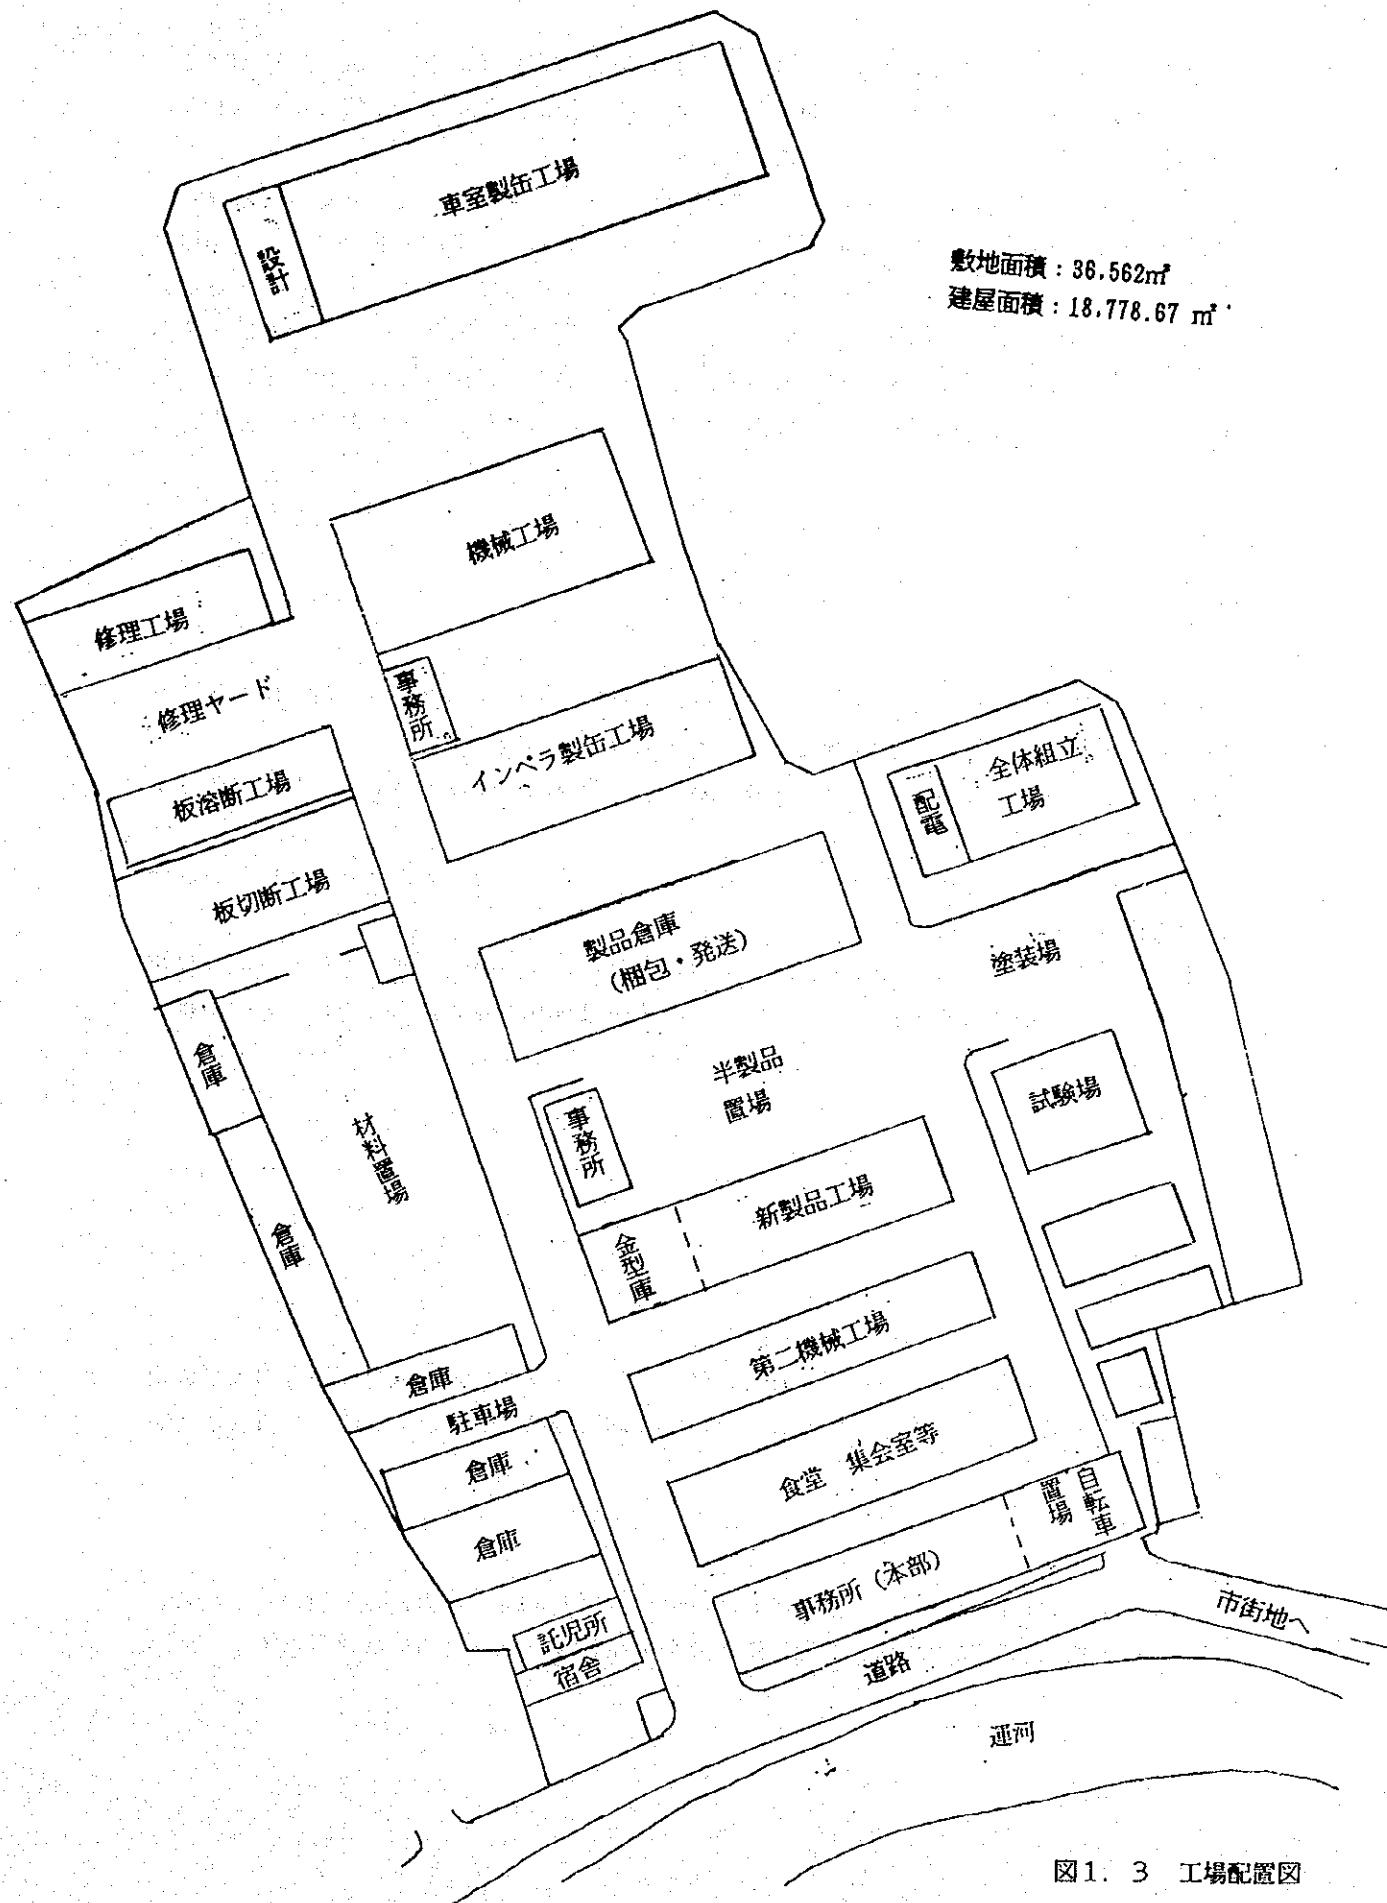 車室製缶工場
設計
敷地面積：36.562㎡
建屋面積：18.778.67 ㎡
機械工場
修理工場
修理ヤード
事務所
インペラ製缶工場
板溶断工場
全体組立
工場
配電
板切断工場
製品倉庫
(梱包・発送)
塗装場
倉庫
半製品
置場
試験場
材料置場
事務所
新製品工場
金型庫
倉庫
第二機械工場
倉庫
駐車場
倉庫
食堂 集会室等
自転車
置場
倉庫
事務所 (本部)
託児所
宿舎
市街地へ
道路
運河
図1. 3 工場配置図